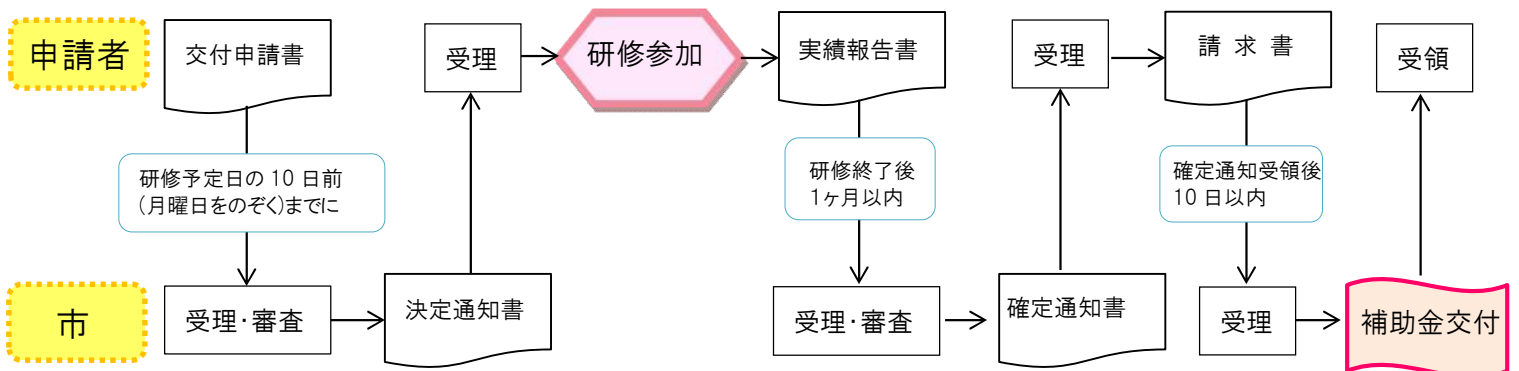 申請者
交付申請書
受理
研修参加
実績報告書
受理
請 求 書
受領
研修予定日の 10 日前
(月曜日をのぞく)までに
研修終了後
1ヶ月以内
確定通知受領後
10 日以内
市
受理・審査
決定通知書
受理・審査
確定通知書
受理
補助金交付